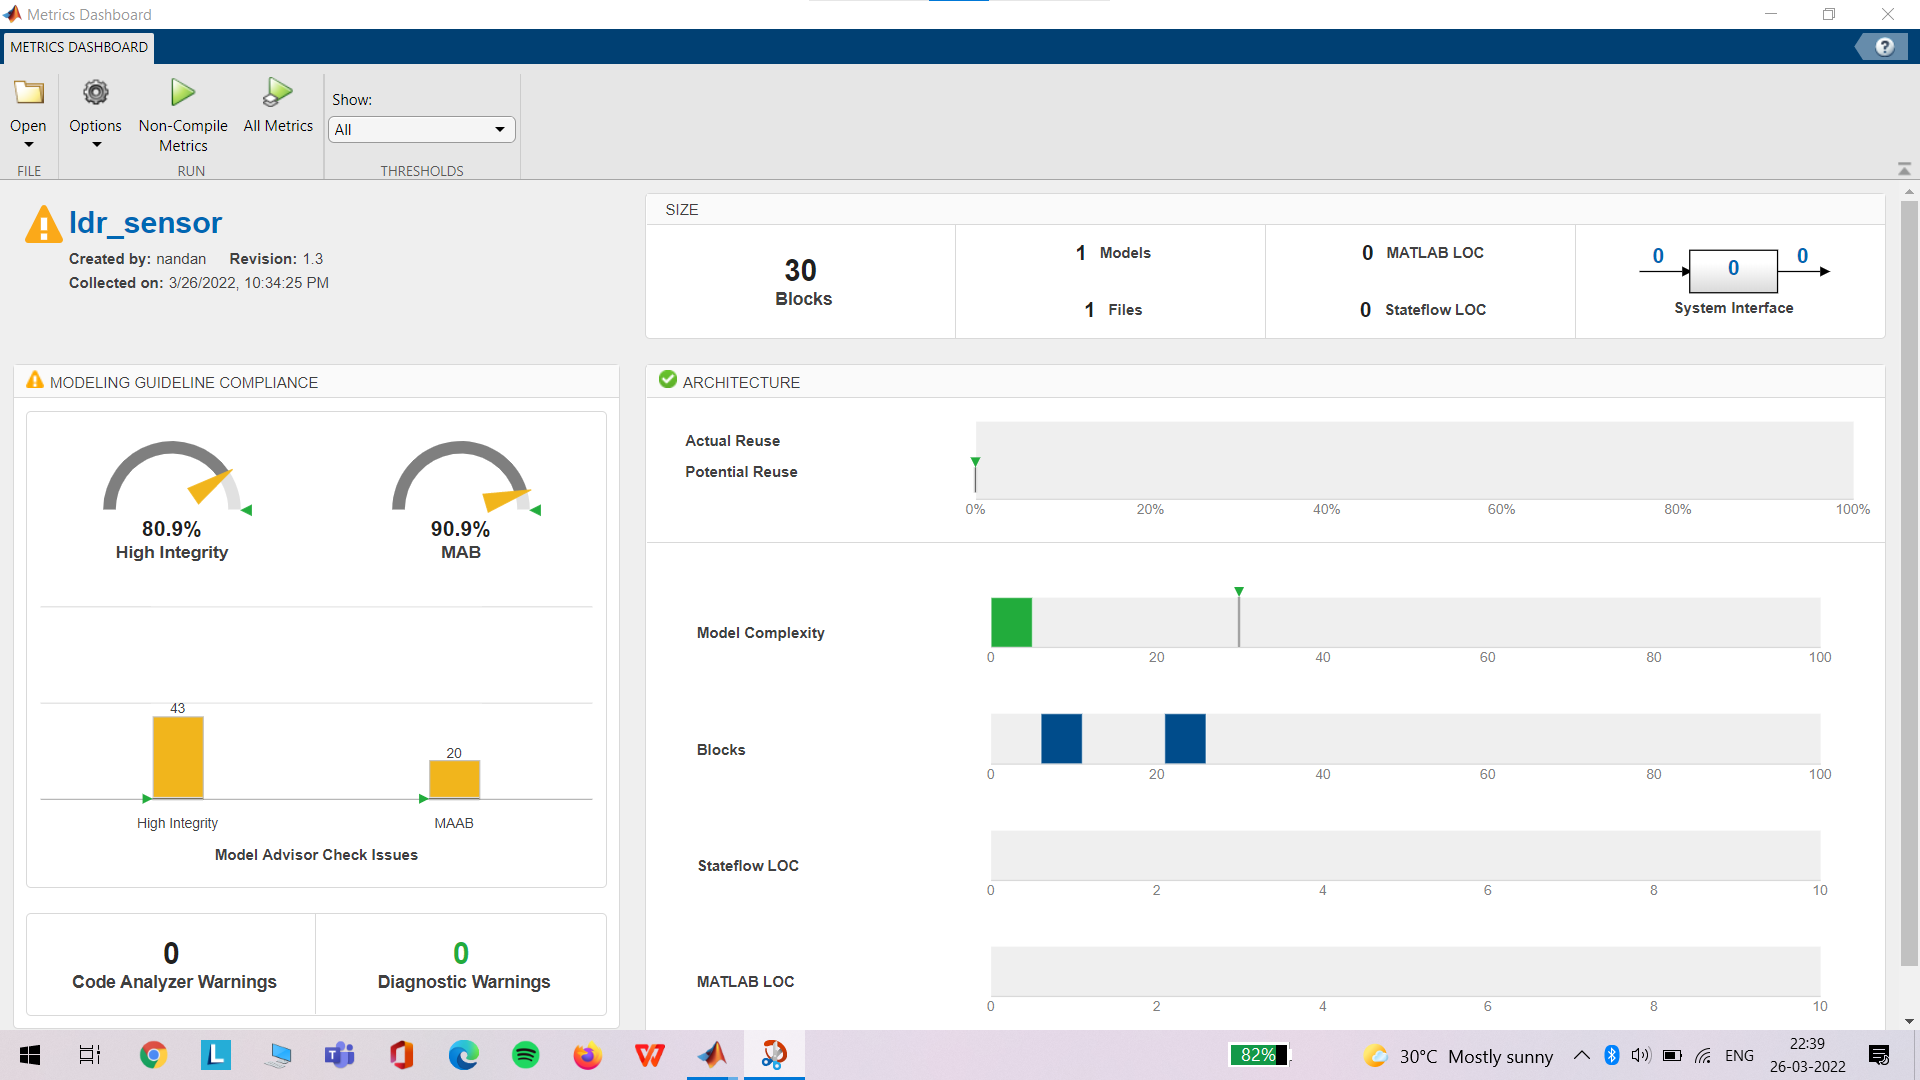 Metrics Dashboard
METRICS DASHBOARD
?
Open
Options
Non-Compile
Metrics
All Metrics
Show:
All
FILE
RUN
THRESHOLDS
ldr_sensor
Created by: nandan Revision: 1.3
Collected on: 3/26/2022, 10:34:25 PM
SIZE
30
Blocks
1 Models
1 Files
0 MATLAB LOC
0 Stateflow LOC
0 0 0
System Interface
MODELING GUIDELINE COMPLIANCE
80.9%
High Integrity
90.9%
MAB
43
20
High Integrity
MAAB
Model Advisor Check Issues
0
Code Analyzer Warnings
0
Diagnostic Warnings
ARCHITECTURE
Actual Reuse
Potential Reuse
0% 20% 40% 60% 80% 100%
Model Complexity
0 20 40 60 80 100
Blocks
0 20 40 60 80 100
Stateflow LOC
0 2 4 6 8 10
MATLAB LOC
0 2 4 6 8 10
82%
30°C Mostly sunny
ENG
22:39
26-03-2022